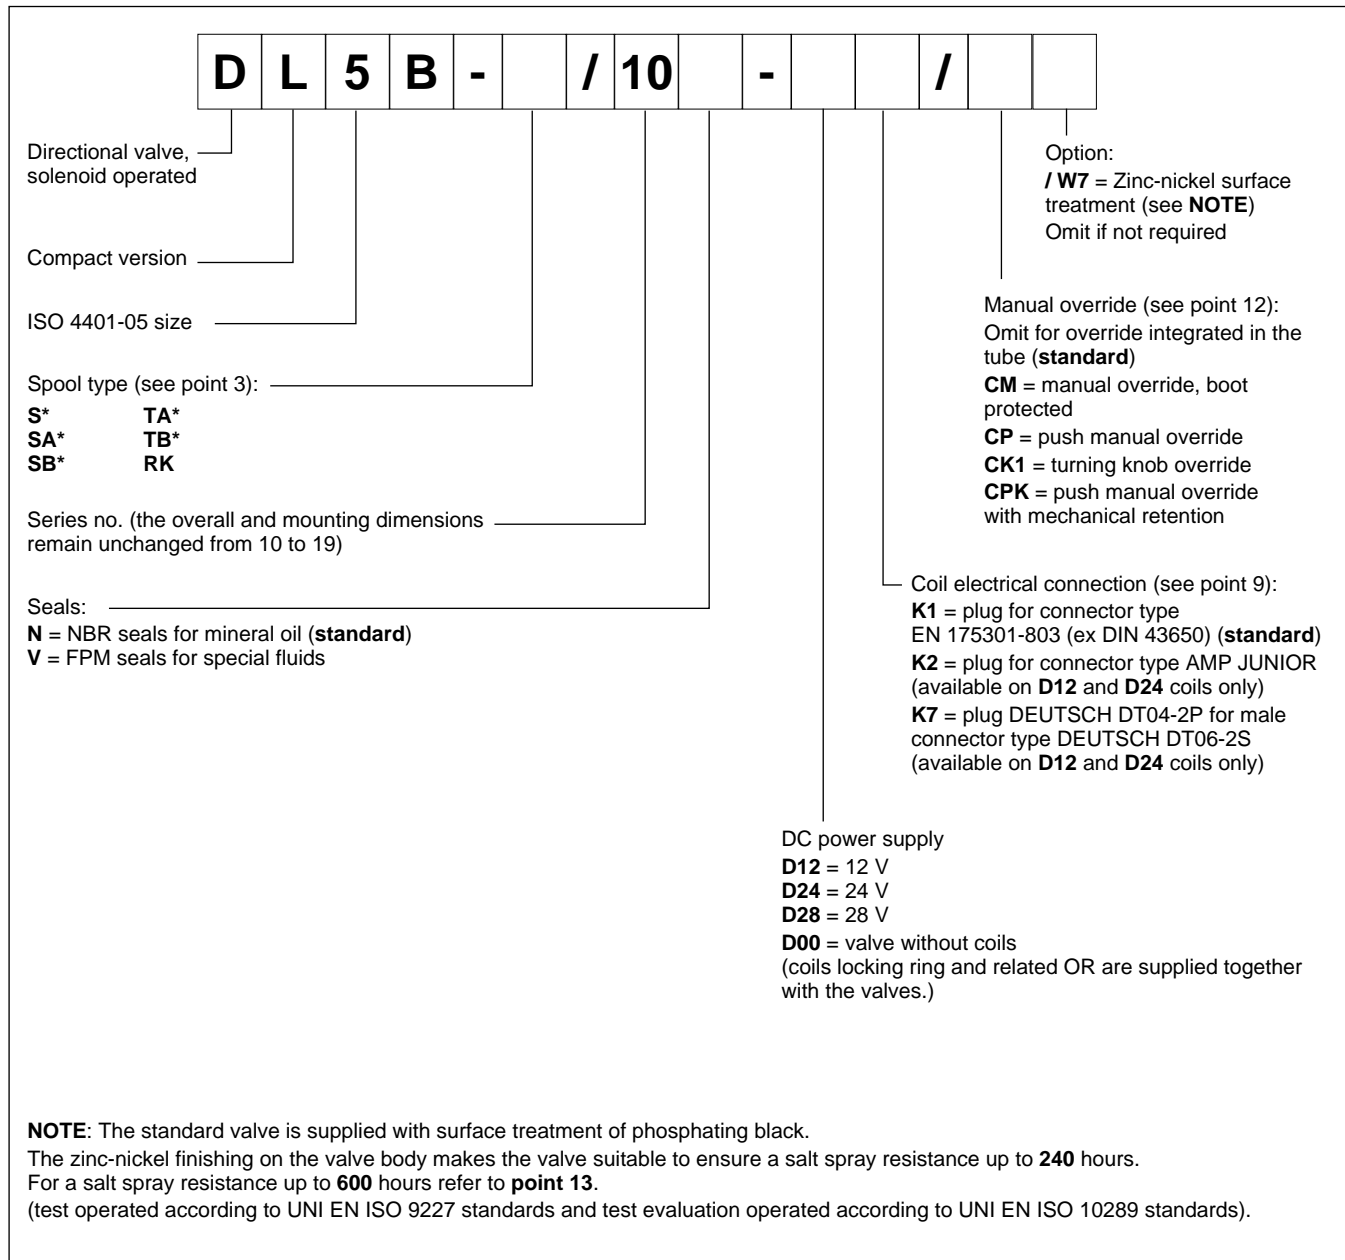 D L 5 B - / 10 - /
Directional valve,
solenoid operated
Compact version
ISO 4401-05 size
Spool type (see point 3):
S* TA*
SA* TB*
SB* RK
Series no. (the overall and mounting dimensions
remain unchanged from 10 to 19)
Seals:
N = NBR seals for mineral oil (standard)
V = FPM seals for special fluids
Option:
/ W7 = Zinc-nickel surface
treatment (see NOTE)
Omit if not required
Manual override (see point 12):
Omit for override integrated in the
tube (standard)
CM = manual override, boot
protected
CP = push manual override
CK1 = turning knob override
CPK = push manual override
with mechanical retention
Coil electrical connection (see point 9):
K1 = plug for connector type
EN 175301-803 (ex DIN 43650) (standard)
K2 = plug for connector type AMP JUNIOR
(available on D12 and D24 coils only)
K7 = plug DEUTSCH DT04-2P for male
connector type DEUTSCH DT06-2S
(available on D12 and D24 coils only)
DC power supply
D12 = 12 V
D24 = 24 V
D28 = 28 V
D00 = valve without coils
(coils locking ring and related OR are supplied together
with the valves.)
NOTE: The standard valve is supplied with surface treatment of phosphating black.
The zinc-nickel finishing on the valve body makes the valve suitable to ensure a salt spray resistance up to 240 hours.
For a salt spray resistance up to 600 hours refer to point 13.
(test operated according to UNI EN ISO 9227 standards and test evaluation operated according to UNI EN ISO 10289 standards).